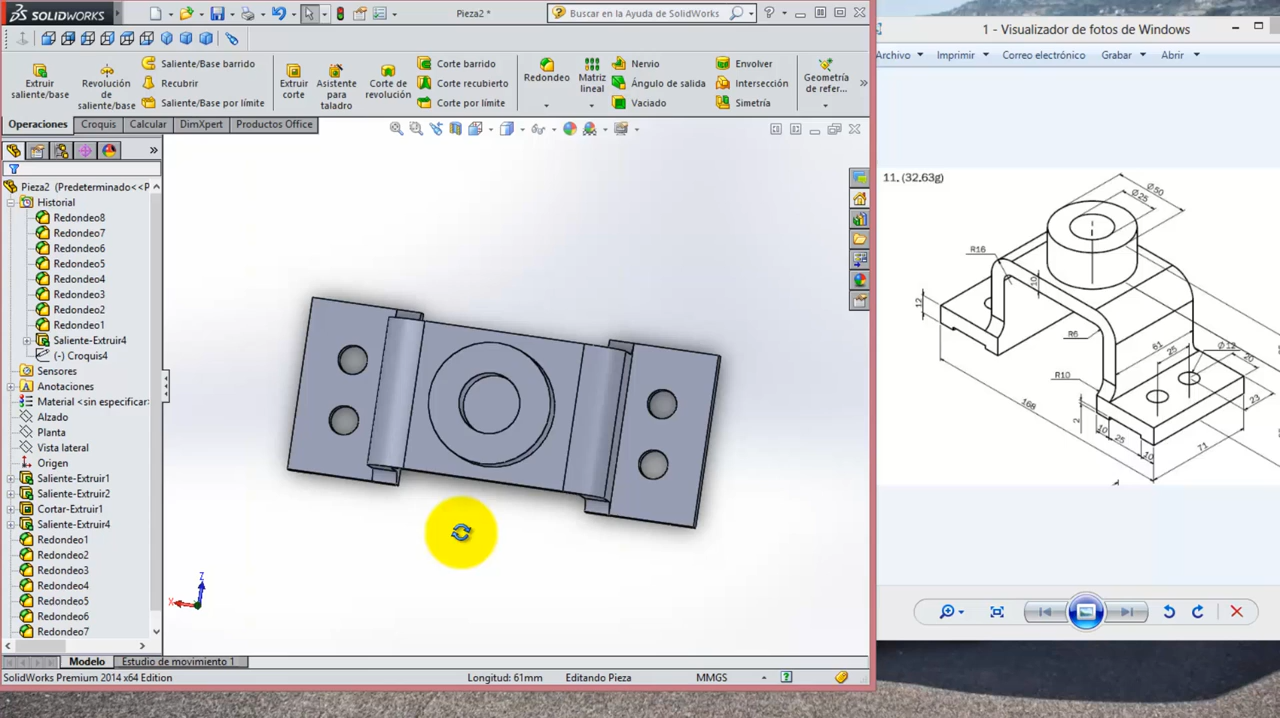 SOLIDWORKS
Pieza2 *
Buscar en la Ayuda de SolidWorks
Extruir saliente/base
Revolución de saliente/base
Saliente/Base barrido
Recubrir
Saliente/Base por límite
Extruir corte
Asistente para taladro
Corte de revolución
Corte barrido
Corte recubierto
Corte por límite
Redondeo
Matriz lineal
Nervio
Ángulo de salida
Vaciado
Envolver
Intersección
Simetría
Geometría de refer...
Operaciones
Croquis
Calcular
DimXpert
Productos Office
Pieza2 (Predeterminado<<P
Historial
Redondeo8
Redondeo7
Redondeo6
Redondeo5
Redondeo4
Redondeo3
Redondeo2
Redondeo1
Saliente-Extruir4
(-) Croquis4
Sensores
Anotaciones
Material <sin especificar>
Alzado
Planta
Vista lateral
Origen
Saliente-Extruir1
Saliente-Extruir2
Cortar-Extruir1
Saliente-Extruir4
Redondeo1
Redondeo2
Redondeo3
Redondeo4
Redondeo5
Redondeo6
Redondeo7
Z
X
Modelo
Estudio de movimiento 1
SolidWorks Premium 2014 x64 Edition
Longitud: 61mm
Editando Pieza
MMGS
1 - Visualizador de fotos de Windows
Archivo
Imprimir
Correo electrónico
Grabar
Abrir
11. (32.63g)
Ø50
Ø25
R16
10
12
R6
61
25
Ø12
20
R10
23
168
2
10
25
10
71